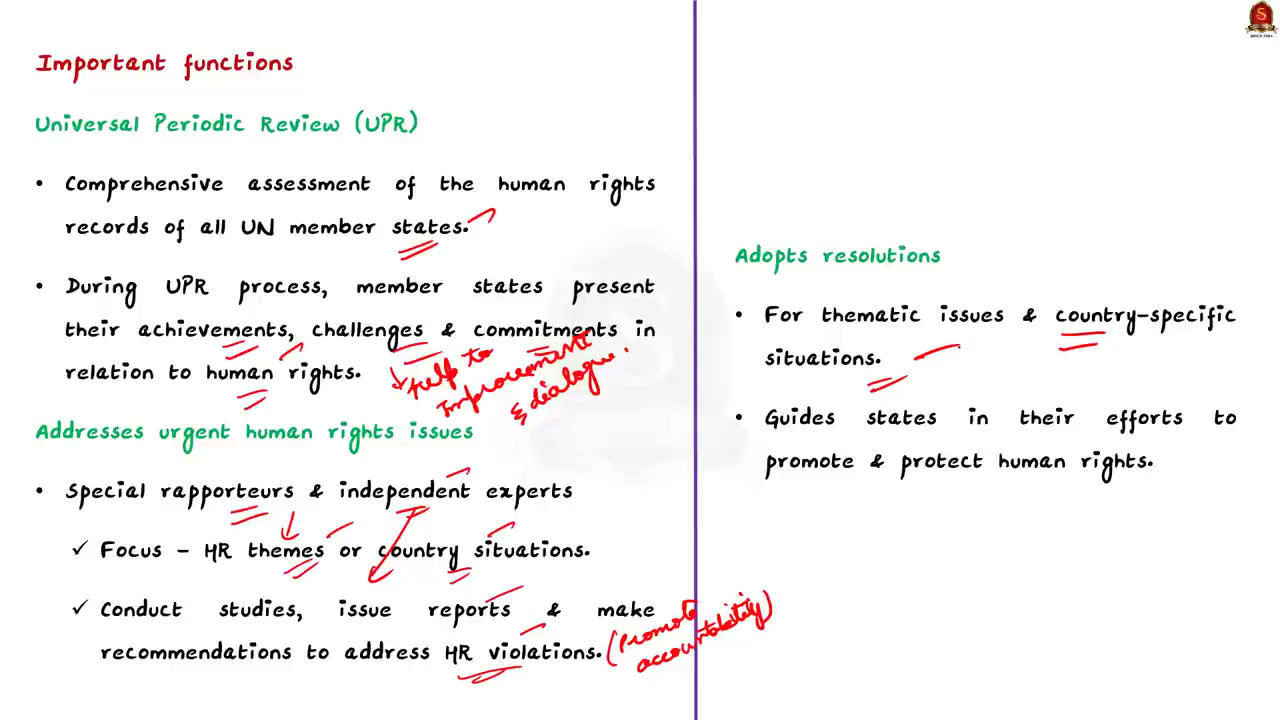 Important functions
Universal Periodic Review (UPR)
• Comprehensive assessment of the human rights
records of all UN member states.
• During UPR process, member states present
their achievements, challenges & commitments in
relation to human rights.
Help to
improvement
& dialogue.
Addresses urgent human rights issues
• Special rapporteurs & independent experts
✓ Focus – HR themes or country situations.
✓ Conduct studies, issue reports & make
recommendations to address HR violations.
(Promote
accountability)
Adopts resolutions
• For thematic issues & country-specific
situations.
• Guides states in their efforts to
promote & protect human rights.
S